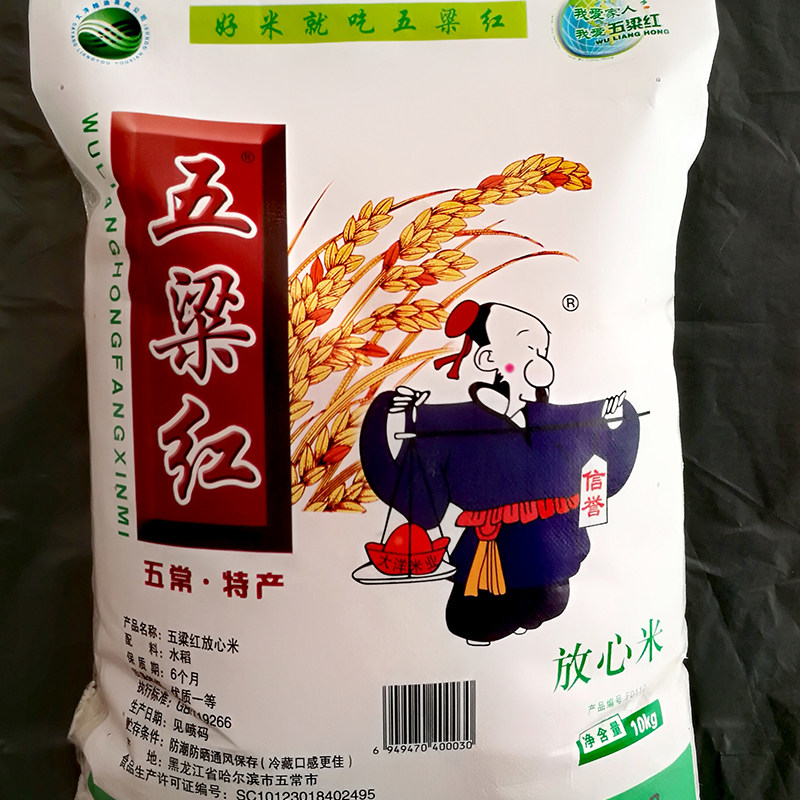 好米就吃五梁红
我爱家人
我爱五梁红
WU LIANG HONG
WULIANGHONGFANGXINMI
五梁红®
®
信誉
大洋米业
五常·特产
放心米
产品名称：五梁红放心米
配 料：水稻
保 质 期：6个月
优质一等
执行标准：GB/T19266
生产日期：见喷码
贮存条件：防潮防晒通风保存（冷藏口感更佳）
地：黑龙江省哈尔滨市五常市
食品生产许可证编号：SC10123018402495
6 949470 400030
产品编号
净含量 10kg